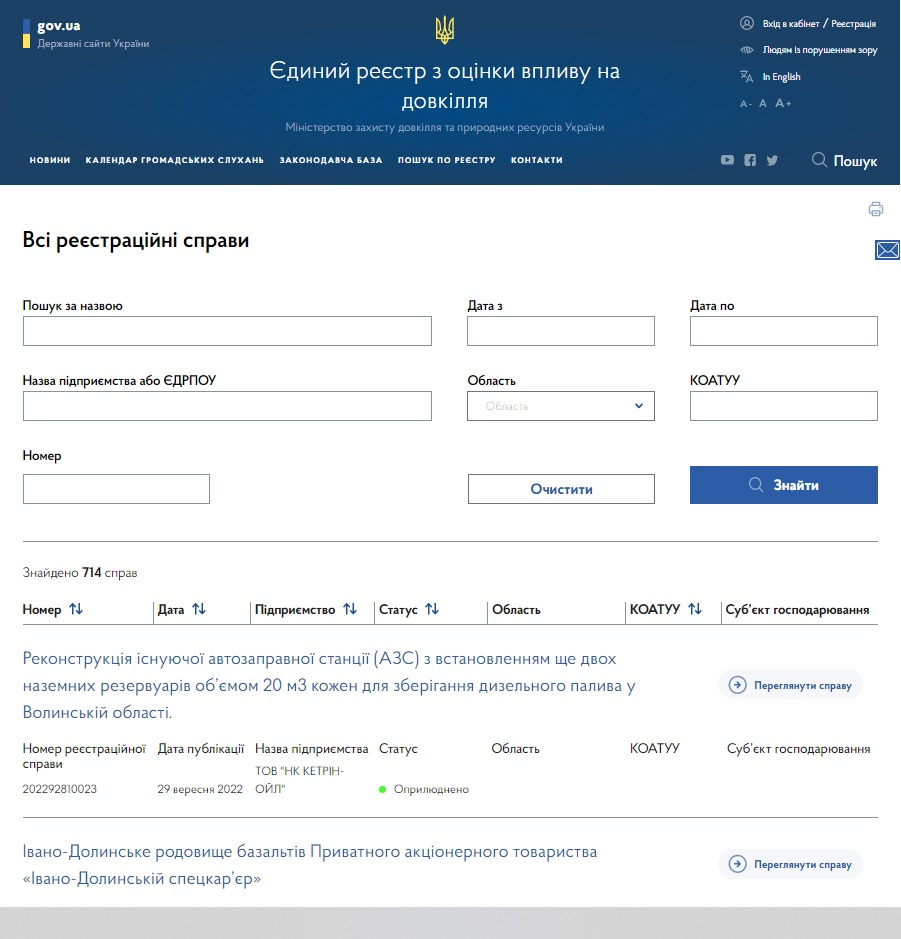 gov.ua
Державні сайти України
Єдиний реєстр з оцінки впливу на
довкілля
Міністерство захисту довкілля та природних ресурсів України
Вхід в кабінет / Реєстрація
Людям із порушенням зору
In English
A- A A+
НОВИНИ КАЛЕНДАР ГРОМАДСЬКИХ СЛУХАНЬ ЗАКОНОДАВЧА БАЗА ПОШУК ПО РЕЄСТРУ КОНТАКТИ
Пошук
Всі реєстраційні справи
Пошук за назвою Дата з Дата по
Назва підприємства або ЄДРПОУ Область КОАТУУ
Область
Номер
Очистити Знайти
Знайдено 714 справ
Номер Дата Підприємство Статус Область КОАТУУ Суб'єкт господарювання
Реконструкція існуючої автозаправної станції (АЗС) з встановленням ще двох
наземних резервуарів об'ємом 20 м3 кожен для зберігання дизельного палива у
Волинській області.
Переглянути справу
Номер реєстраційної Дата публікації Назва підприємства Статус Область КОАТУУ Суб'єкт господарювання
справи
ТОВ "НК КЕТРІН-
202292810023 29 вересня 2022 ОЙЛ" Оприлюднено
Івано-Долинське родовище базальтів Приватного акціонерного товариства
«Івано-Долинській спецкар'єр»
Переглянути справу